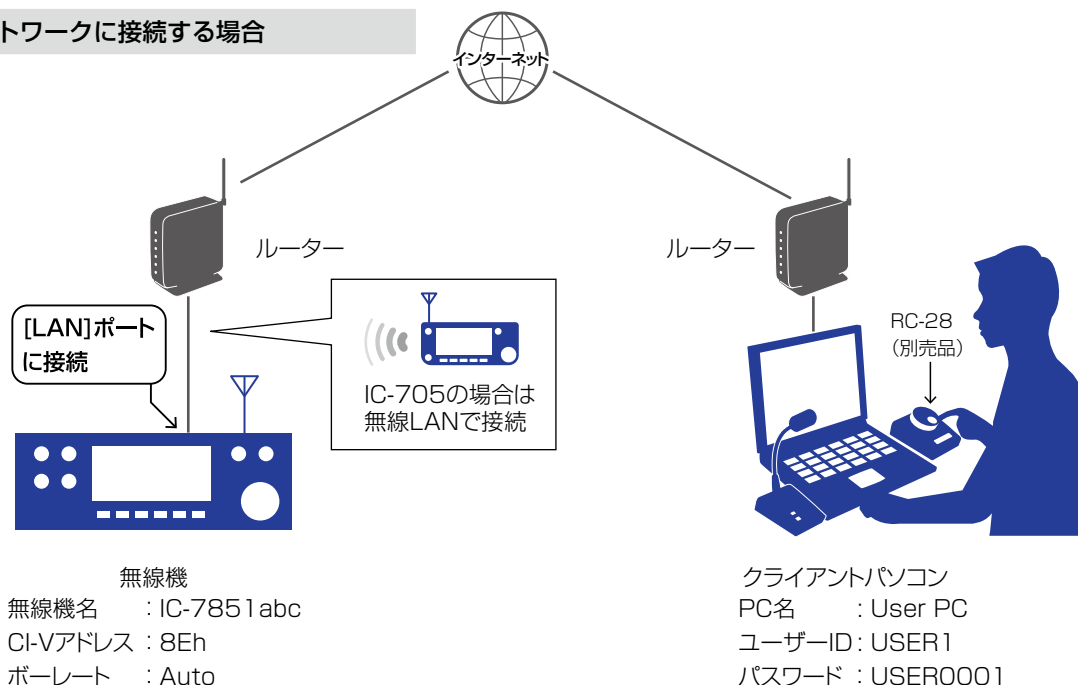 トワークに接続する場合
インターネット
ルーター
ルーター
[LAN]ポート
に接続
IC-705の場合は
無線LANで接続
RC-28
（別売品）
無線機
無線機名 ：IC-7851abc
CI-Vアドレス ：8Eh
ボーレート ：Auto
クライアントパソコン
PC名 ：User PC
ユーザーID：USER1
パスワード ：USER0001